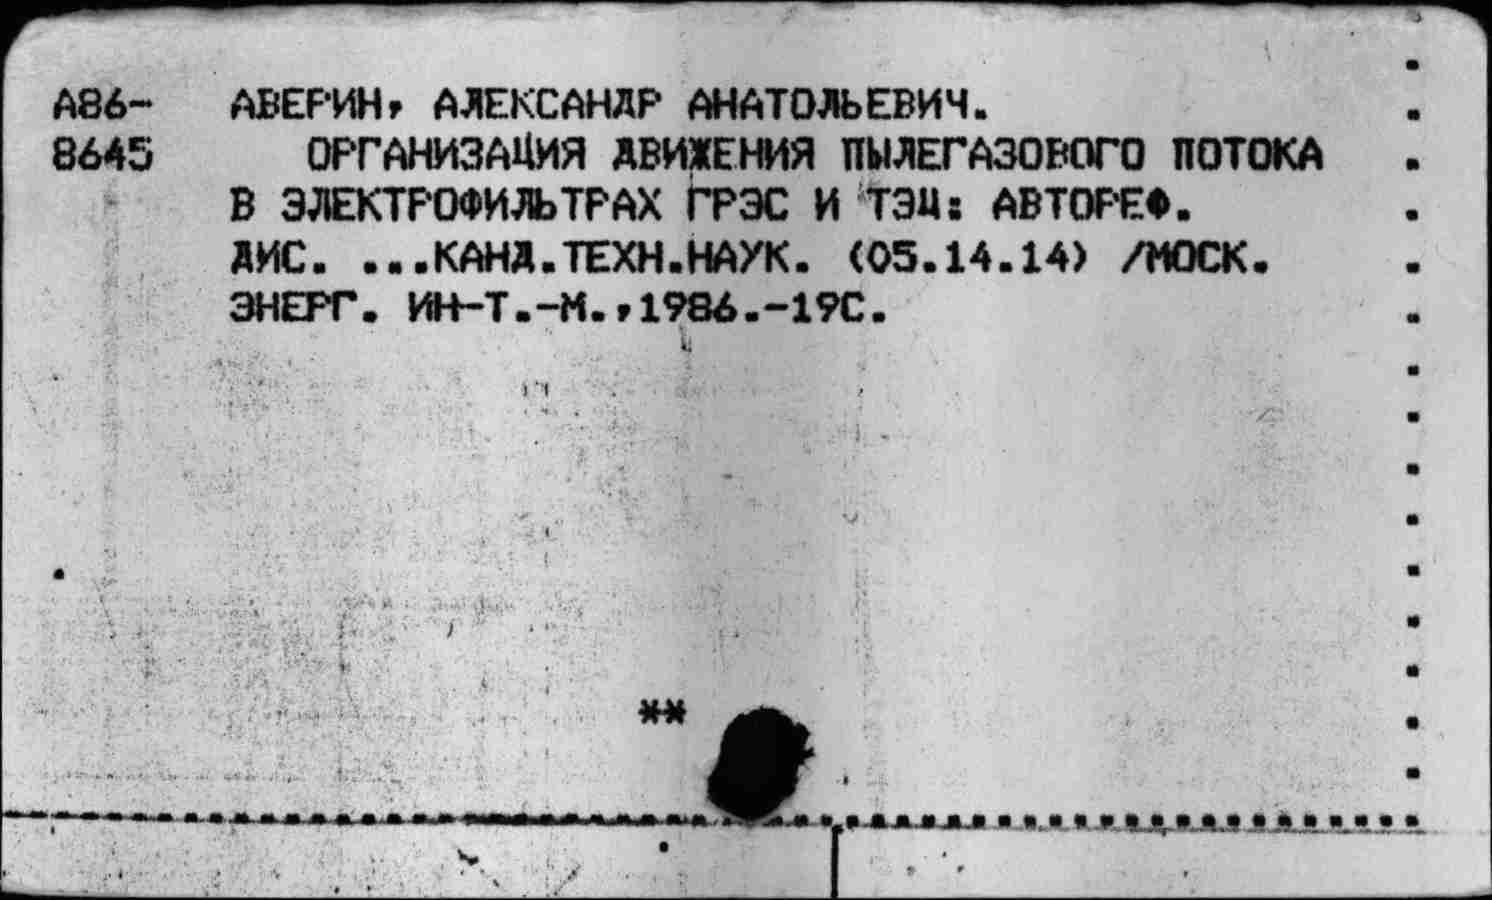 А86- АВЕРИН, АЛЕКСАНДР АНАТОЛЬЕВИЧ.
8645 ОРГАНИЗАЦИЯ ДВИЖЕНИЯ ПЫЛЕГАЗОВОГО ПОТОКА
В ЭЛЕКТРОФИЛЬТРАХ ГРЭС И ТЭЦ: АВТОРЕФ.
ДИС. ...КАНД.ТЕХН.НАУК. (05.14.14) /МОСК.
ЭНЕРГ. ИН-Т.-М.,1986.-19С.
**